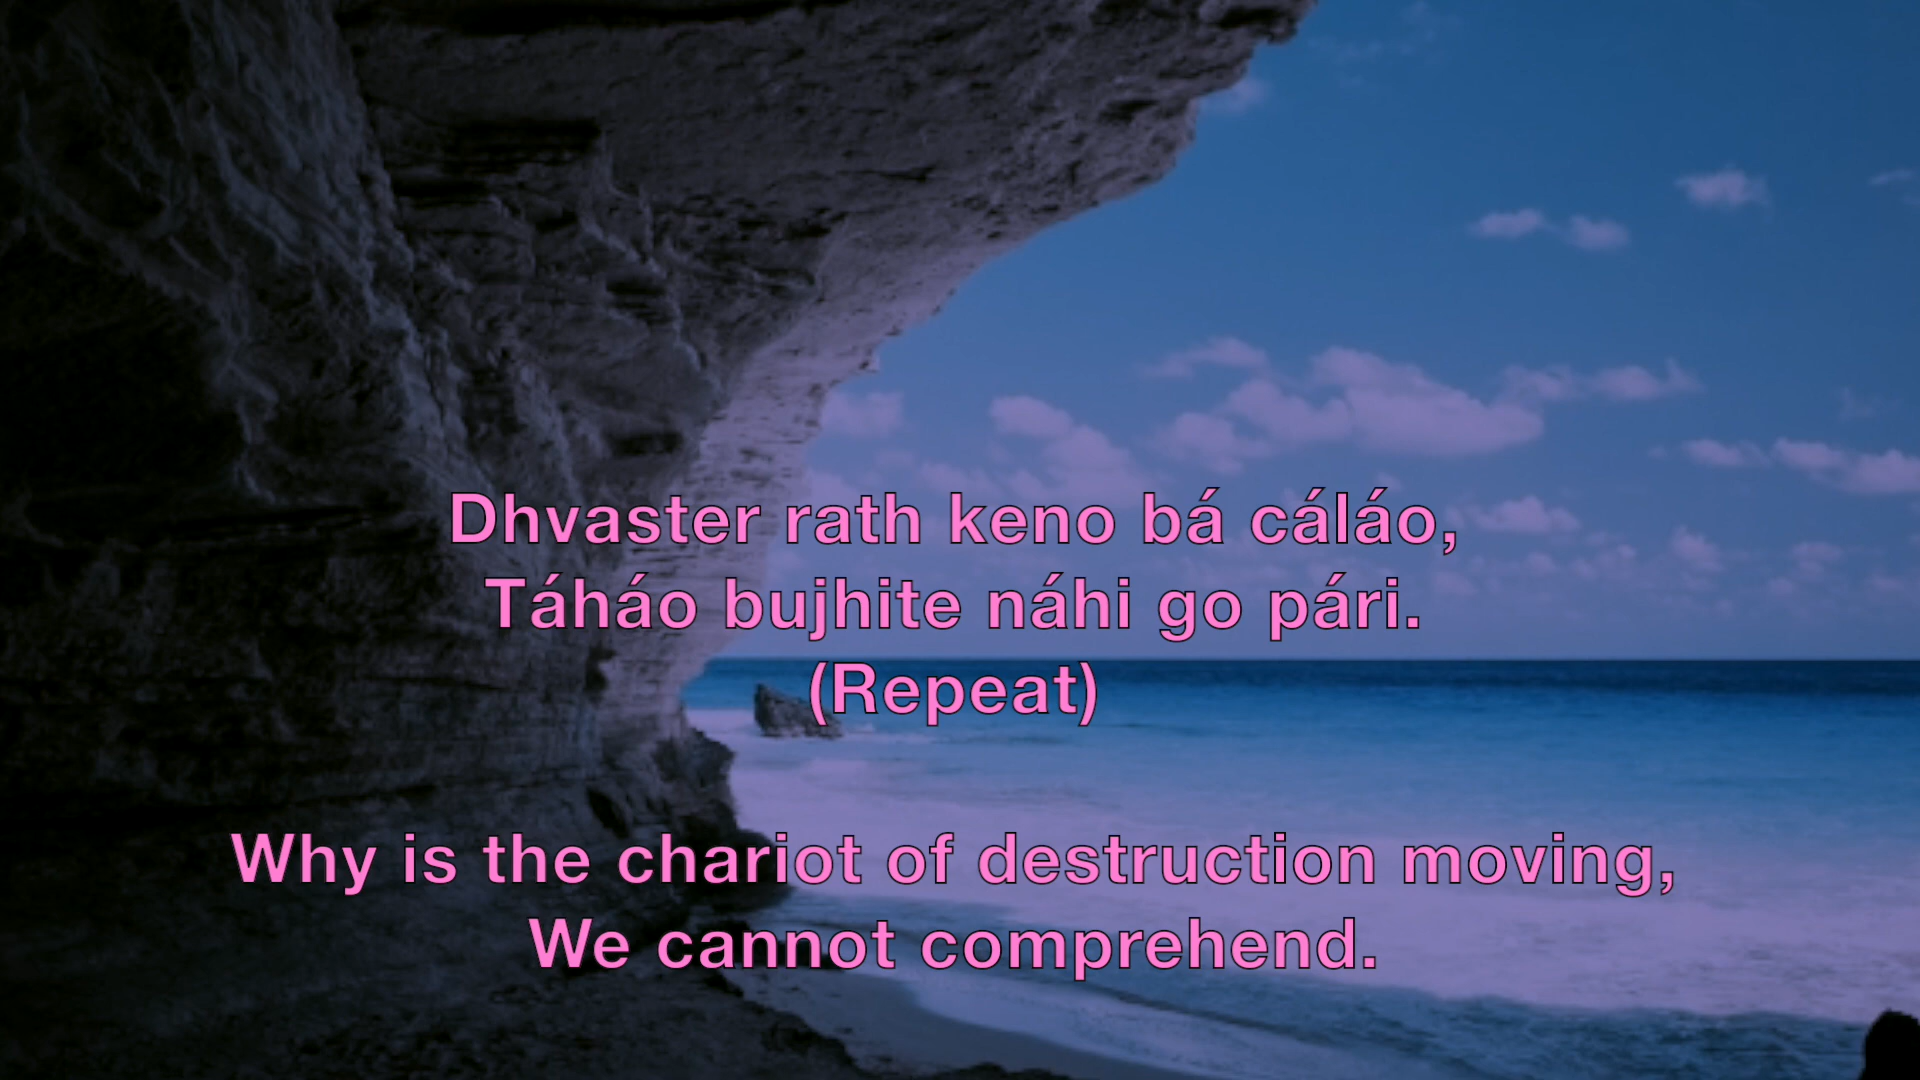 Dhvaster rath keno bá cáláo,
Táháo bujhite náhi go pári.
(Repeat)
Why is the chariot of destruction moving,
We cannot comprehend.